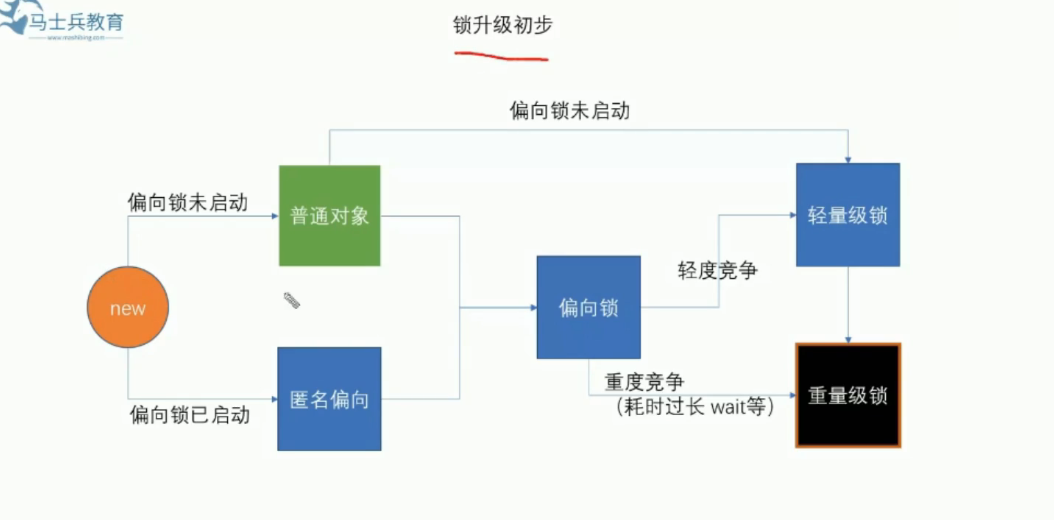 马士兵教育
www.mashibing.com
锁升级初步
偏向锁未启动
偏向锁未启动
普通对象
轻量级锁
轻度竞争
new
偏向锁
重度竞争
(耗时过长 wait等)
匿名偏向
重量级锁
偏向锁已启动